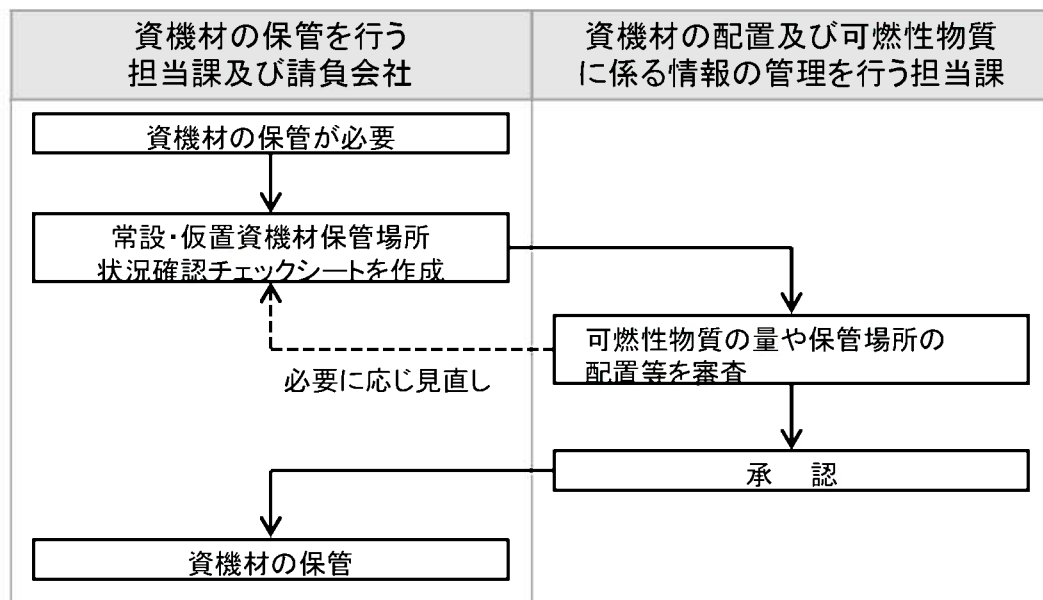 資機材の保管を行う
担当課及び請負会社
資機材の配置及び可燃性物質
に係る情報の管理を行う担当課
資機材の保管が必要
常設・仮置資機材保管場所
状況確認チェックシートを作成
可燃性物質の量や保管場所の
配置等を審査
必要に応じ見直し
承　認
資機材の保管